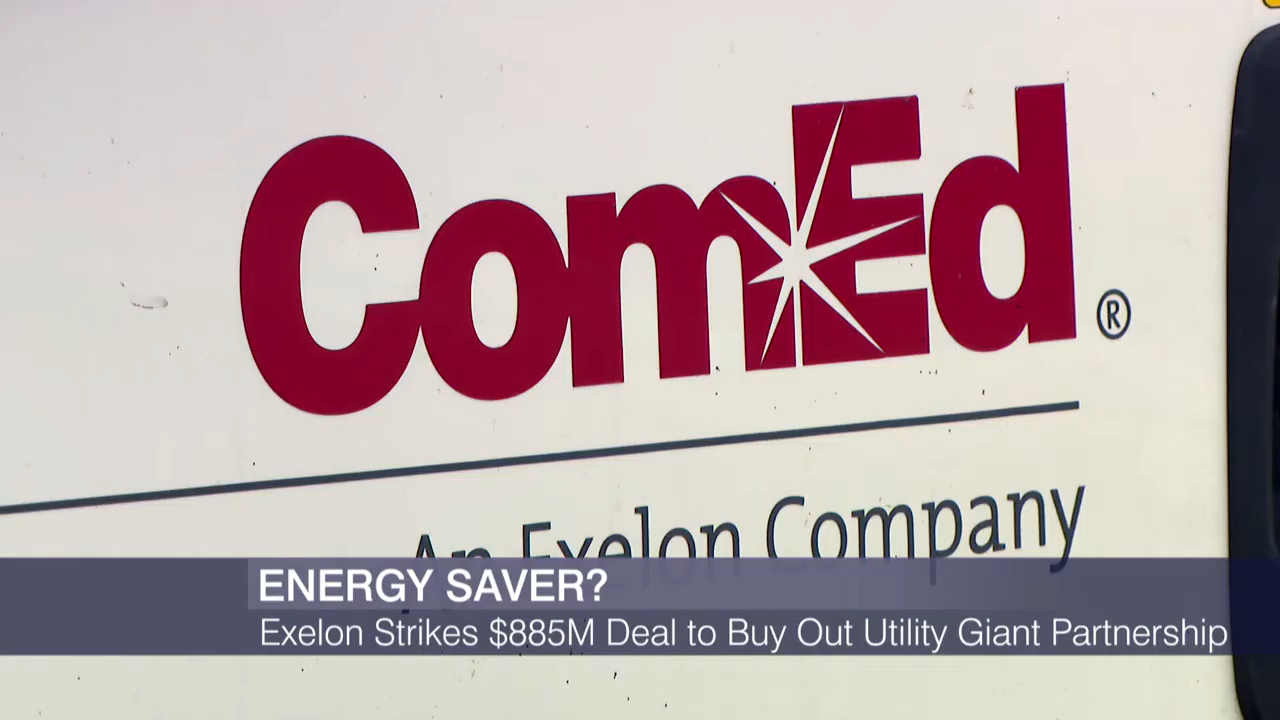 ComEd®
An Exelon Company
ENERGY SAVER?
Exelon Strikes $885M Deal to Buy Out Utility Giant Partnership